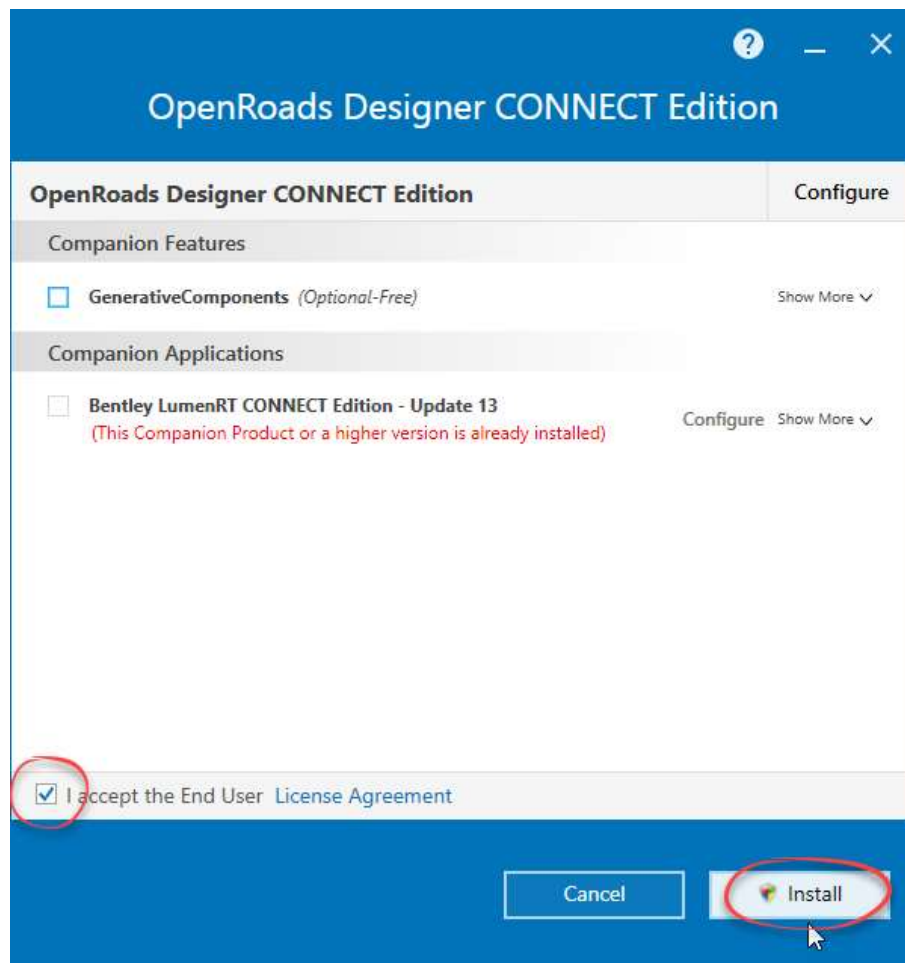 OpenRoads Designer CONNECT Edition
OpenRoads Designer CONNECT Edition Configure
Companion Features
GenerativeComponents (Optional-Free) Show More
Companion Applications
Bentley LumenRT CONNECT Edition - Update 13
(This Companion Product or a higher version is already installed) Configure Show More
I accept the End User License Agreement
Cancel Install